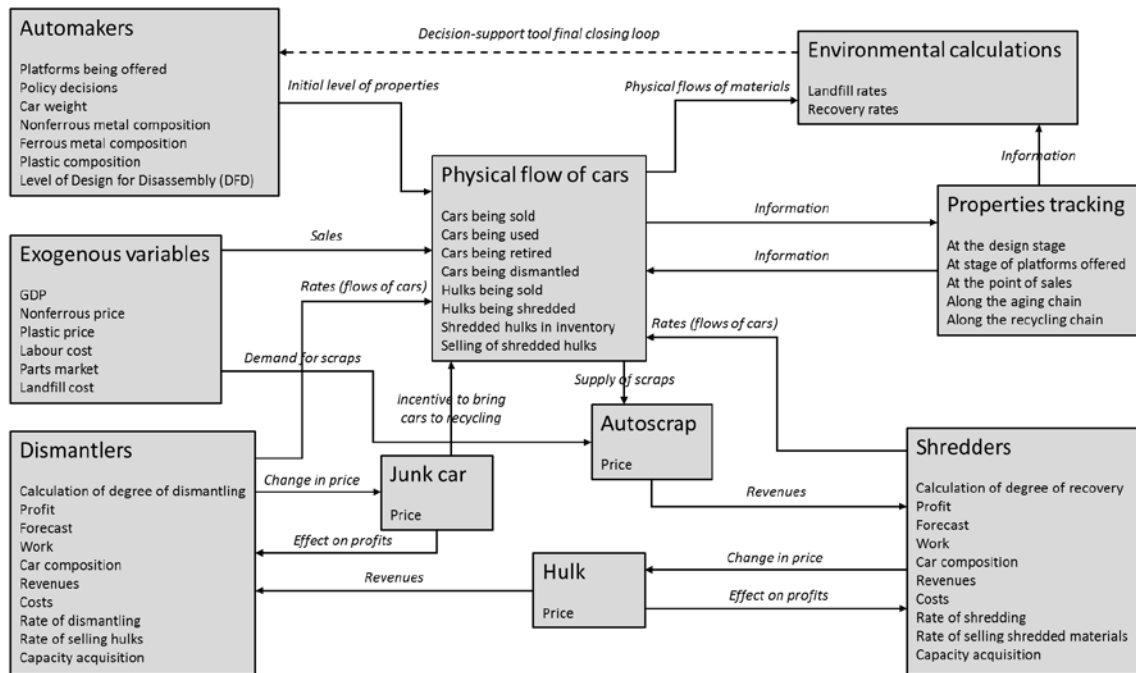 Automakers
Platforms being offered
Policy decisions
Car weight
Nonferrous metal composition
Ferrous metal composition
Plastic composition
Level of Design for Disassembly (DFD)
Decision-support tool final closing loop
Initial level of properties
Environmental calculations
Landfill rates
Recovery rates
Physical flows of materials
Information
Physical flow of cars
Cars being sold
Cars being used
Cars being retired
Cars being dismantled
Hulks being sold
Hulks being shredded
Shredded hulks in inventory
Selling of shredded hulks
Information
Information
Properties tracking
At the design stage
At stage of platforms offered
At the point of sales
Along the aging chain
Along the recycling chain
Exogenous variables
GDP
Nonferrous price
Plastic price
Labour cost
Parts market
Landfill cost
Sales
Rates (flows of cars)
Demand for scraps
Rates (flows of cars)
Supply of scraps
Incentive to bring
cars to recycling
Autoscrap
Price
Dismantlers
Calculation of degree of dismantling
Profit
Forecast
Work
Car composition
Revenues
Costs
Rate of dismantling
Rate of selling hulks
Capacity acquisition
Change in price
Junk car
Price
Effect on profits
Revenues
Revenues
Hulk
Price
Change in price
Effect on profits
Shredders
Calculation of degree of recovery
Profit
Forecast
Work
Car composition
Revenues
Costs
Rate of shredding
Rate of selling shredded materials
Capacity acquisition